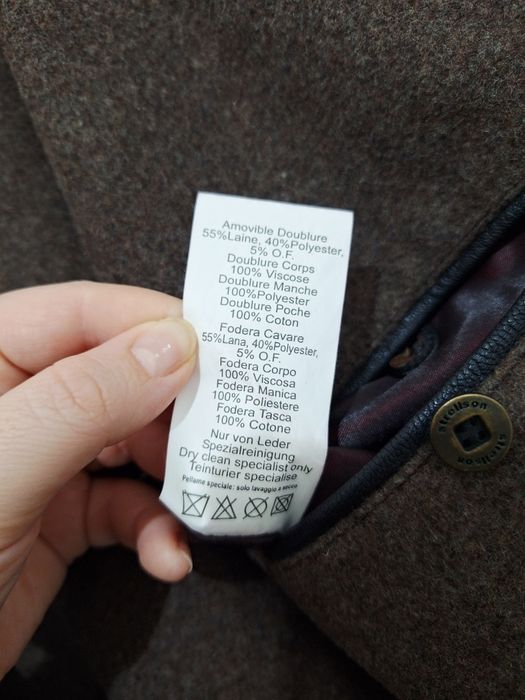 Amovible Doublure
55%Laine, 40%Polyester,
5% O.F.
Doublure Corps
100% Viscose
Doublure Manche
100%Polyester
Doublure Poche
100% Coton
Fodera Cavare
55%Lana, 40%Polyester,
5% O.F.
Fodera Corpo
100% Viscosa
Fodera Manica
100% Poliestere
Fodera Tasca
100% Cotone
Nur von Leder
Spezialreinigung
Dry clean specialist only
Teinturier specialise
Pellame speciale: solo lavaggio a secco
strellson
strellson